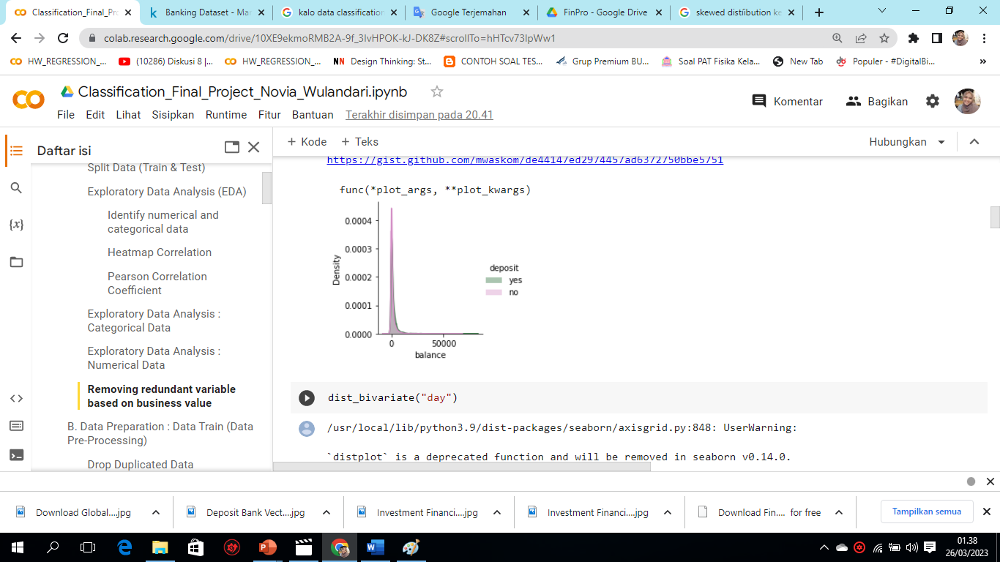 Classification_Final_Pro
Banking Dataset - Mar
kalo data classification
Google Terjemahan
FinPro - Google Drive
skewed distíibution ke
colab.research.google.com/drive/10XE9ekmoRMB2A-9f_3IvHPOK-kJ-DK8Z#scrollTo=hHTcv73IpWw1
HW_REGRESSION_...
(10286) Diskusi 8 |...
HW_REGRESSION_...
NN Design Thinking: St...
CONTOH SOAL TES...
Grup Premium BU...
Soal PAT Fisika Kela...
New Tab
Populer - #DigitalBi...
»
CO
Classification_Final_Project_Novia_Wulandari.ipynb
Komentar
Bagikan
File Edit Lihat Sisipkan Runtime Fitur Bantuan Terakhir disimpan pada 20.41
Daftar isi
Split Data (Train & Test)
Exploratory Data Analysis (EDA)
Identify numerical and
categorical data
Heatmap Correlation
Pearson Correlation
Coefficient
Exploratory Data Analysis :
Categorical Data
Exploratory Data Analysis :
Numerical Data
Removing redundant variable
based on business value
B. Data Preparation : Data Train (Data
Pre-Processing)
Drop Duplicated Data
+ Kode + Teks
Hubungkan
https://gist.github.com/mwaskom/de44147ed2974457ad6372750bbe5751
func(*plot_args, **plot_kwargs)
0.0004
0.0003
0.0002
0.0001
0.0000
Density
0 50000
balance
deposit
yes
no
dist_bivariate("day")
/usr/local/lib/python3.9/dist-packages/seaborn/axisgrid.py:848: UserWarning:
`distplot` is a deprecated function and will be removed in seaborn v0.14.0.
Download Global....jpg
Deposit Bank Vect....jpg
Investment Financi....jpg
Investment Financi....jpg
Download Fin.... for free
Tampilkan semua
01.38
26/03/2023